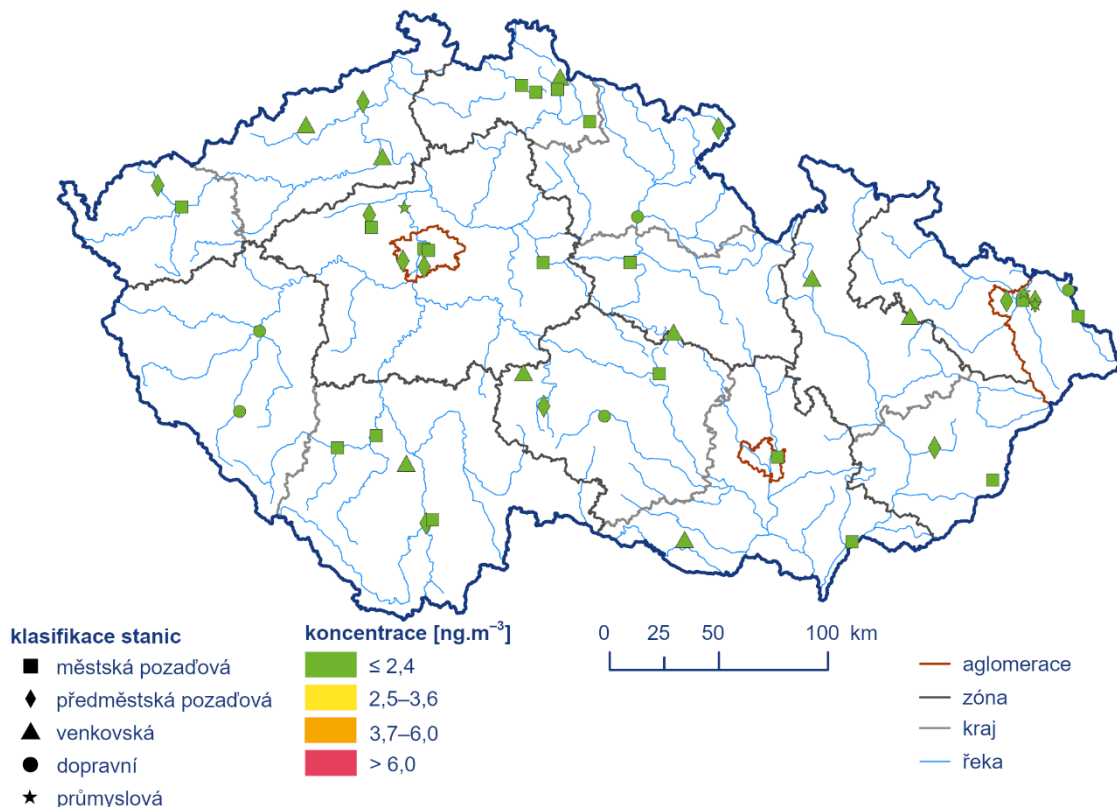 klasifikace stanic
městská pozaďová
předměstská pozaďová
venkovská
dopravní
průmyslová
koncentrace [ng.m⁻³]
≤ 2,4
2,5–3,6
3,7–6,0
> 6,0
0 25 50 100 km
aglomerace
zóna
kraj
řeka